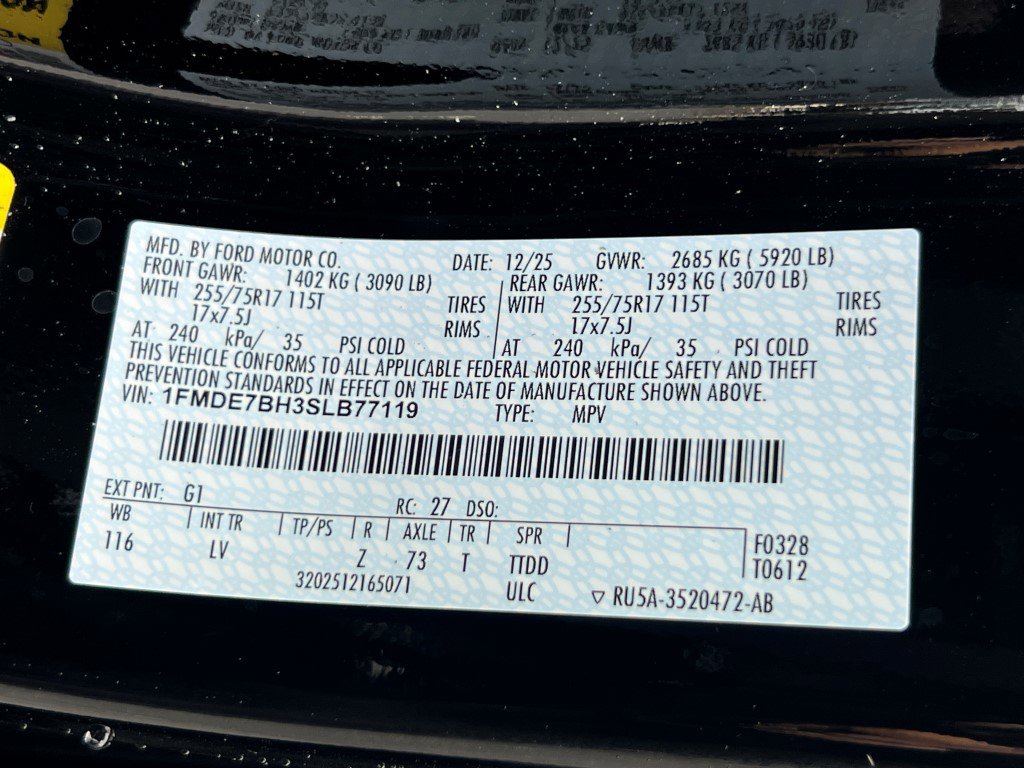 MFD. BY FORD MOTOR CO. DATE: 12/25 GVWR: 2685 KG ( 5920 LB)
FRONT GAWR: 1402 KG ( 3090 LB) REAR GAWR: 1393 KG ( 3070 LB)
WITH 255/75R17 115T TIRES WITH 255/75R17 115T TIRES
17x7.5J RIMS 17x7.5J RIMS
AT 240 kPa/ 35 PSI COLD AT 240 kPa/ 35 PSI COLD
THIS VEHICLE CONFORMS TO ALL APPLICABLE FEDERAL MOTOR VEHICLE SAFETY AND THEFT
PREVENTION STANDARDS IN EFFECT ON THE DATE OF MANUFACTURE SHOWN ABOVE.
VIN: 1FMDE7BH3SLB77119 TYPE: MPV
EXT PNT: G1 RC: 27 DSO:
WB INT TR TP/PS R AXLE TR SPR F0328
116 LV Z 73 T TTDD T0612
3202512165071 ULC ▽ RU5A-3520472-AB